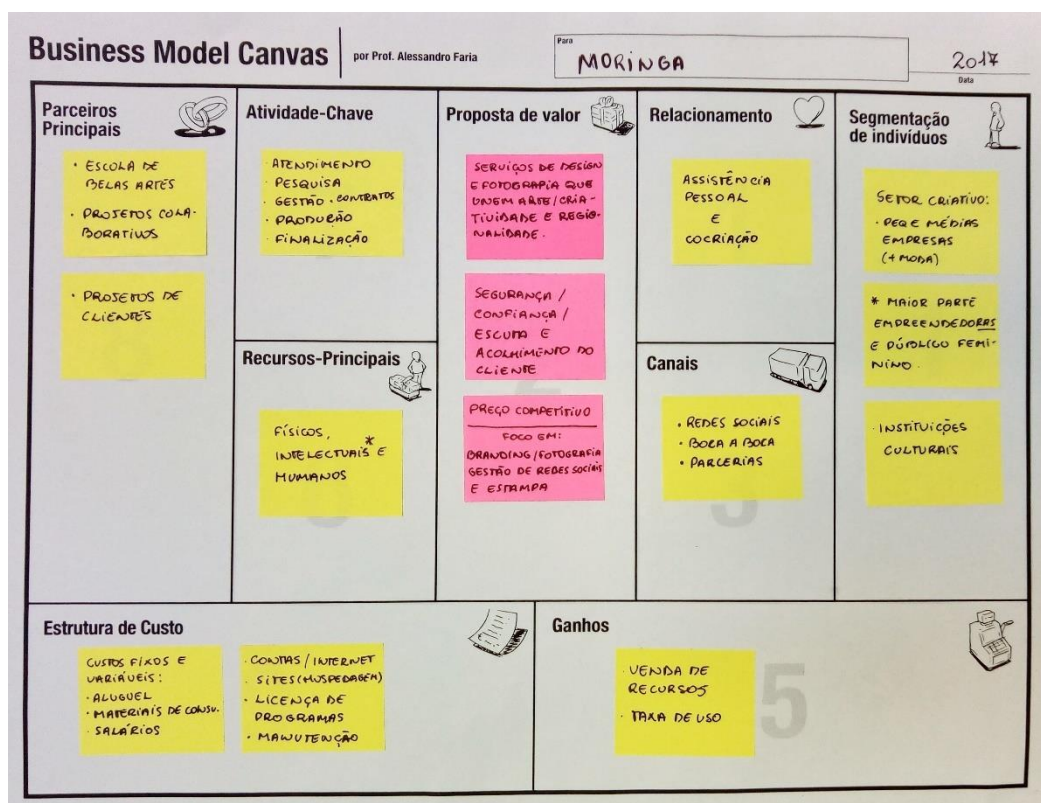 Business Model Canvas
por Prof. Alessandro Faria
Para
MORINGA
2017
Data
Parceiros
Principais
· ESCOLA DE
BELAS ARTES
· PROJETOS COLA-
BORATIVOS
· PROJETOS DE
CLIENTES
Atividade-Chave
· ATENDIMENTO
· PESQUISA
· GESTÃO · CONTRATOS
· PRODUÇÃO
· FINALIZAÇÃO
Recursos-Principais
FÍSICOS,
INTELECTUAIS* E
HUMANOS
Proposta de valor
SERVIÇOS DE DESIGN
E FOTOGRAFIA QUE
UNEM ARTE/CRIA-
TIVIDADE E REGIO-
NALIDADE.
SEGURANÇA /
CONFIANÇA /
ESCUTA E
ACOLHIMENTO DO
CLIENTE
2
PREÇO COMPETITIVO
FOCO EM:
BRANDING/FOTOGRAFIA
GESTÃO DE REDES SOCIAIS
E ESTAMPA
Relacionamento
ASSISTÊNCIA
PESSOAL
E
COCRIAÇÃO
Canais
· REDES SOCIAIS
· BOCA A BOCA
· PARCERIAS
Segmentação
de indivíduos
SETOR CRIATIVO:
· PEQ E MÉDIAS
EMPRESAS
(+ MODA)
* MAIOR PARTE
EMPREENDEDORAS
E PÚBLICO FEMI-
NINO.
· INSTITUIÇÕES
CULTURAIS
Estrutura de Custo
CUSTOS FIXOS E
VARIÁVEIS:
· ALUGUEL
· MATERIAIS DE CONSU.
· SALÁRIOS
· CONTAS / INTERNET
· SITES (HOSPEDAGEM)
· LICENÇA DE
PROGRAMAS
· MANUTENÇÃO
Ganhos
· VENDA DE
RECURSOS
· TAXA DE USO
5